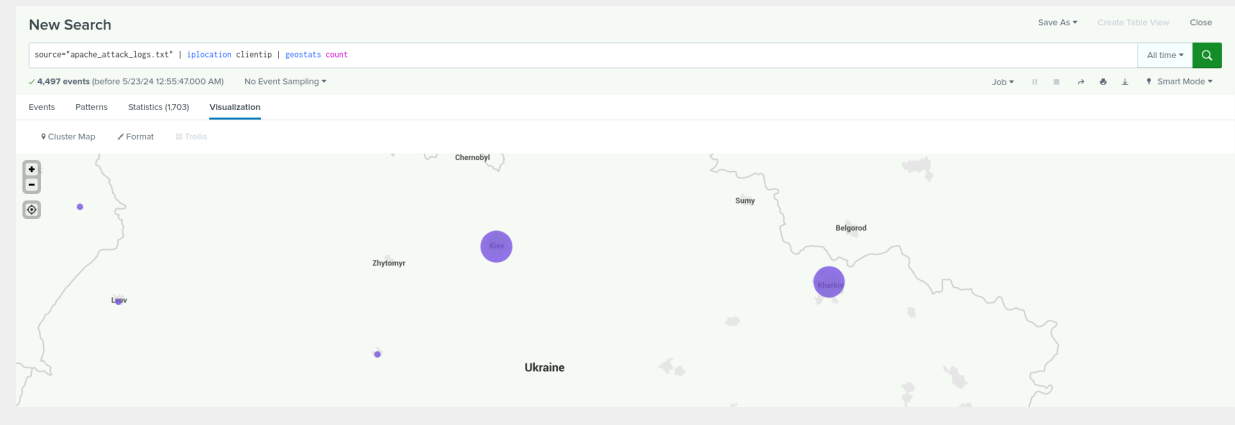 New Search
Save As ▾ Create Table View Close
source="apache_attack_logs.txt" | iplocation clientip | geostats count
All time ▾
✓ 4,497 events (before 5/23/24 12:55:47.000 AM) No Event Sampling ▾
Job ▾ Smart Mode ▾
Events Patterns Statistics (1,703) Visualization
Cluster Map Format Trellis
+
−
Chernobyl
Sumy
Belgorod
Kiev
Zhytomyr
Kharkiv
Lvov
Ukraine